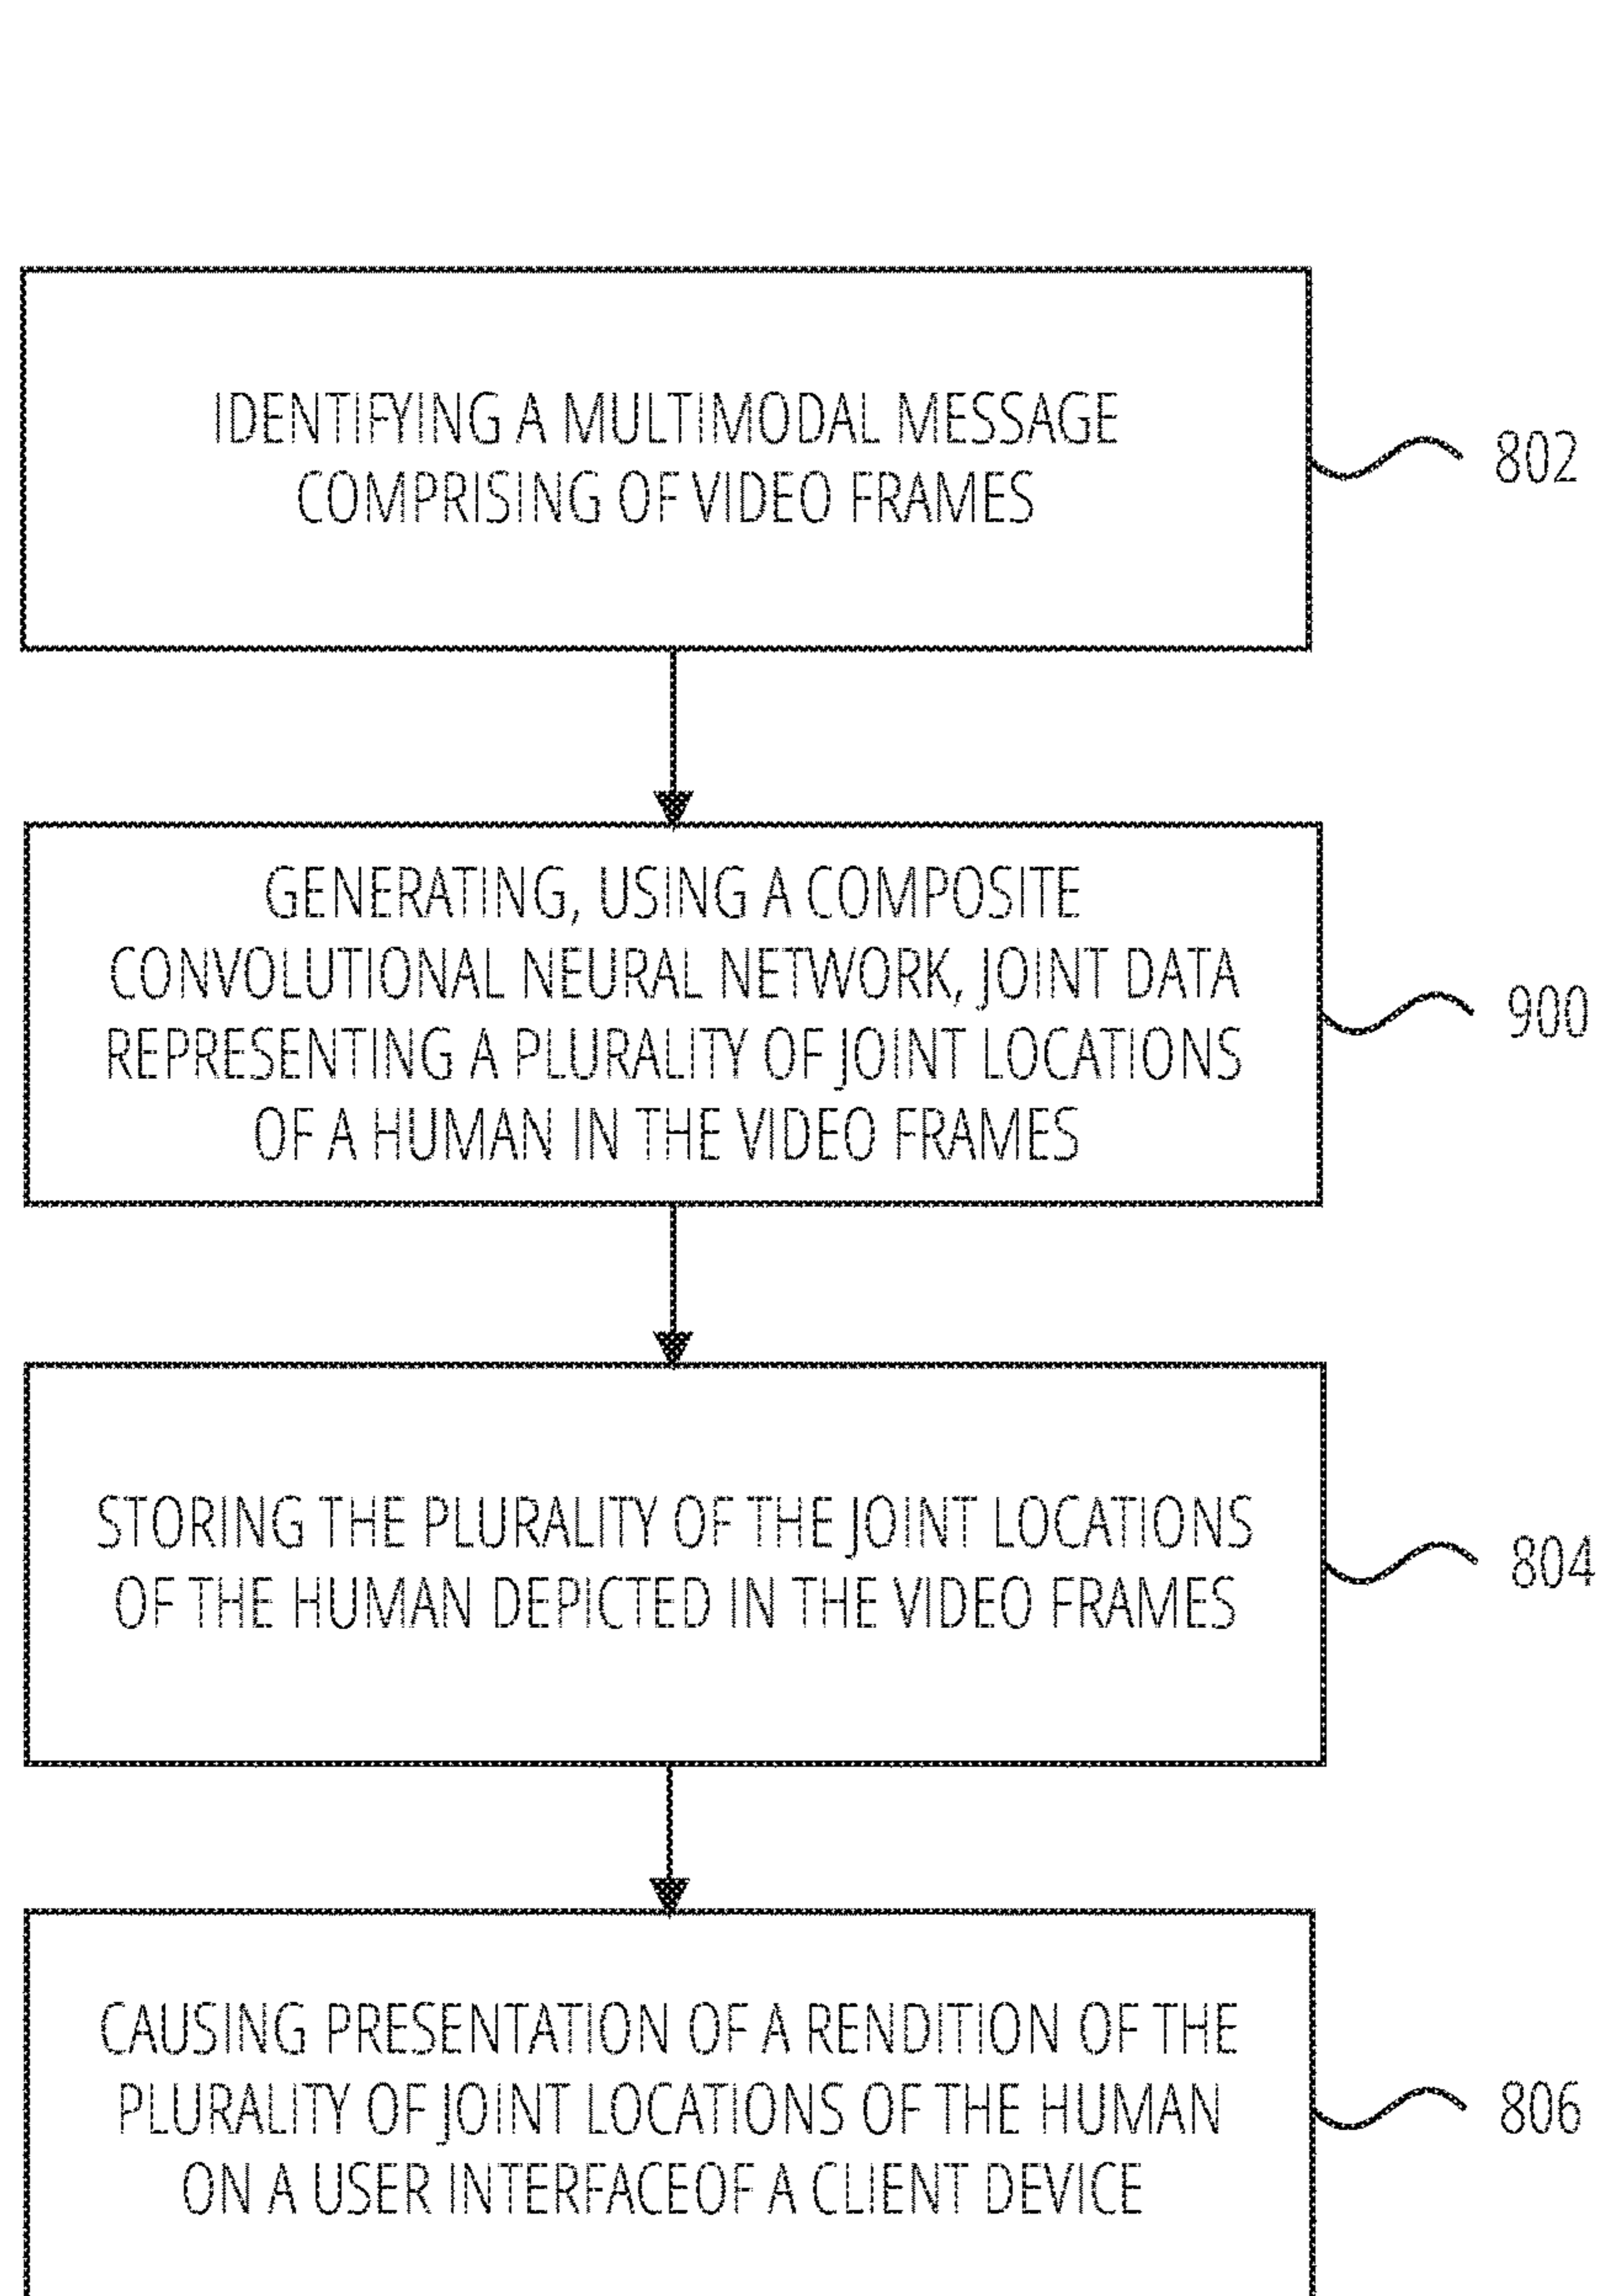 IDENTIFYING A MULTIMODAL MESSAGE
COMPRISING OF VIDEO FRAMES
802
GENERATING, USING A COMPOSITE
CONVOLUTIONAL NEURAL NETWORK, JOINT DATA
REPRESENTING A PLURALITY OF JOINT LOCATIONS
OF A HUMAN IN THE VIDEO FRAMES
900
STORING THE PLURALITY OF THE JOINT LOCATIONS
OF THE HUMAN DEPICTED IN THE VIDEO FRAMES
804
CAUSING PRESENTATION OF A RENDITION OF THE
PLURALITY OF JOINT LOCATIONS OF THE HUMAN
ON A USER INTERFACEOF A CLIENT DEVICE
806